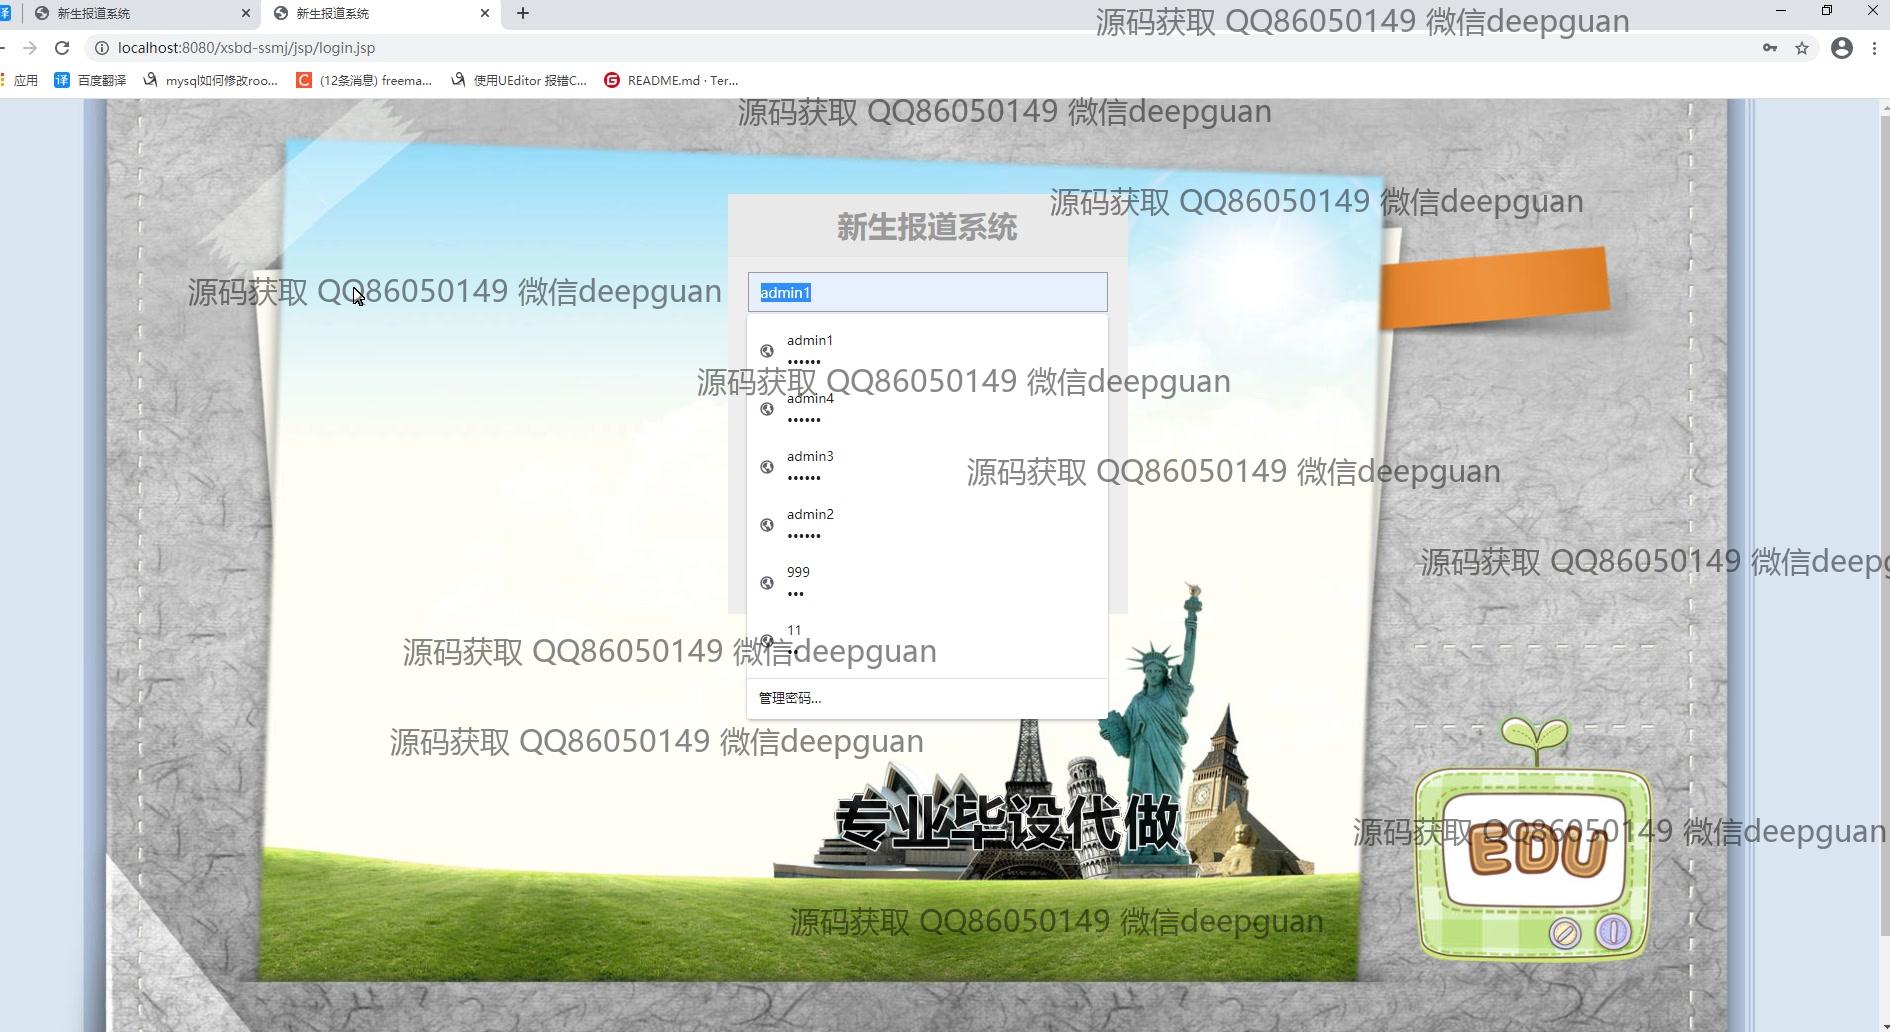 译
新生报道系统
新生报道系统
源码获取 QQ86050149 微信deepguan
localhost:8080/xsbd-ssmj/jsp/login.jsp
应用
译 百度翻译
mysql如何修改roo...
C (12条消息) freema...
使用UEditor 报错C...
G README.md · Ter...
源码获取 QQ86050149 微信deepguan
源码获取 QQ86050149 微信deepguan
新生报道系统
源码获取 QQ86050149 微信deepguan
admin1
admin1
••••••
源码获取 QQ86050149 微信deepguan
admin4
••••••
admin3
••••••
源码获取 QQ86050149 微信deepguan
admin2
••••••
源码获取 QQ86050149 微信deepg
999
•••
11
••
源码获取 QQ86050149 微信deepguan
管理密码...
源码获取 QQ86050149 微信deepguan
专业毕设代做
源码获取 QQ86050149 微信deepguan
EDU
源码获取 QQ86050149 微信deepguan